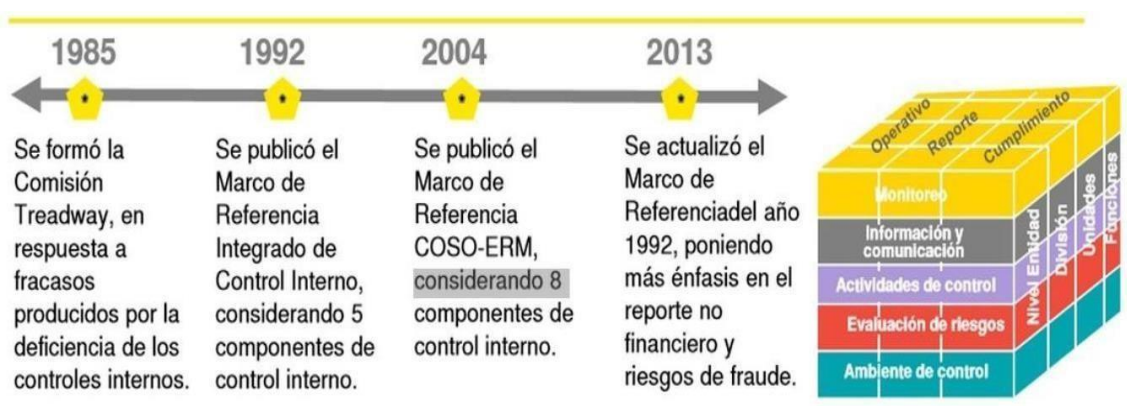 1985
Se formó la
Comisión
Treadway, en
respuesta a
fracasos
producidos por la
deficiencia de los
controles internos.
1992
Se publicó el
Marco de
Referencia
Integrado de
Control Interno,
considerando 5
componentes de
control interno.
2004
Se publicó el
Marco de
Referencia
COSO-ERM,
considerando 8
componentes de
control interno.
2013
Se actualizó el
Marco de
Referenciadel año
1992, poniendo
más énfasis en el
reporte no
financiero y
riesgos de fraude.
Operativo
Reporte
Cumplimiento
Monitoreo
Información y
comunicación
Actividades de control
Evaluación de riesgos
Ambiente de control
Nivel Entidad
División
Unidades
Funciones